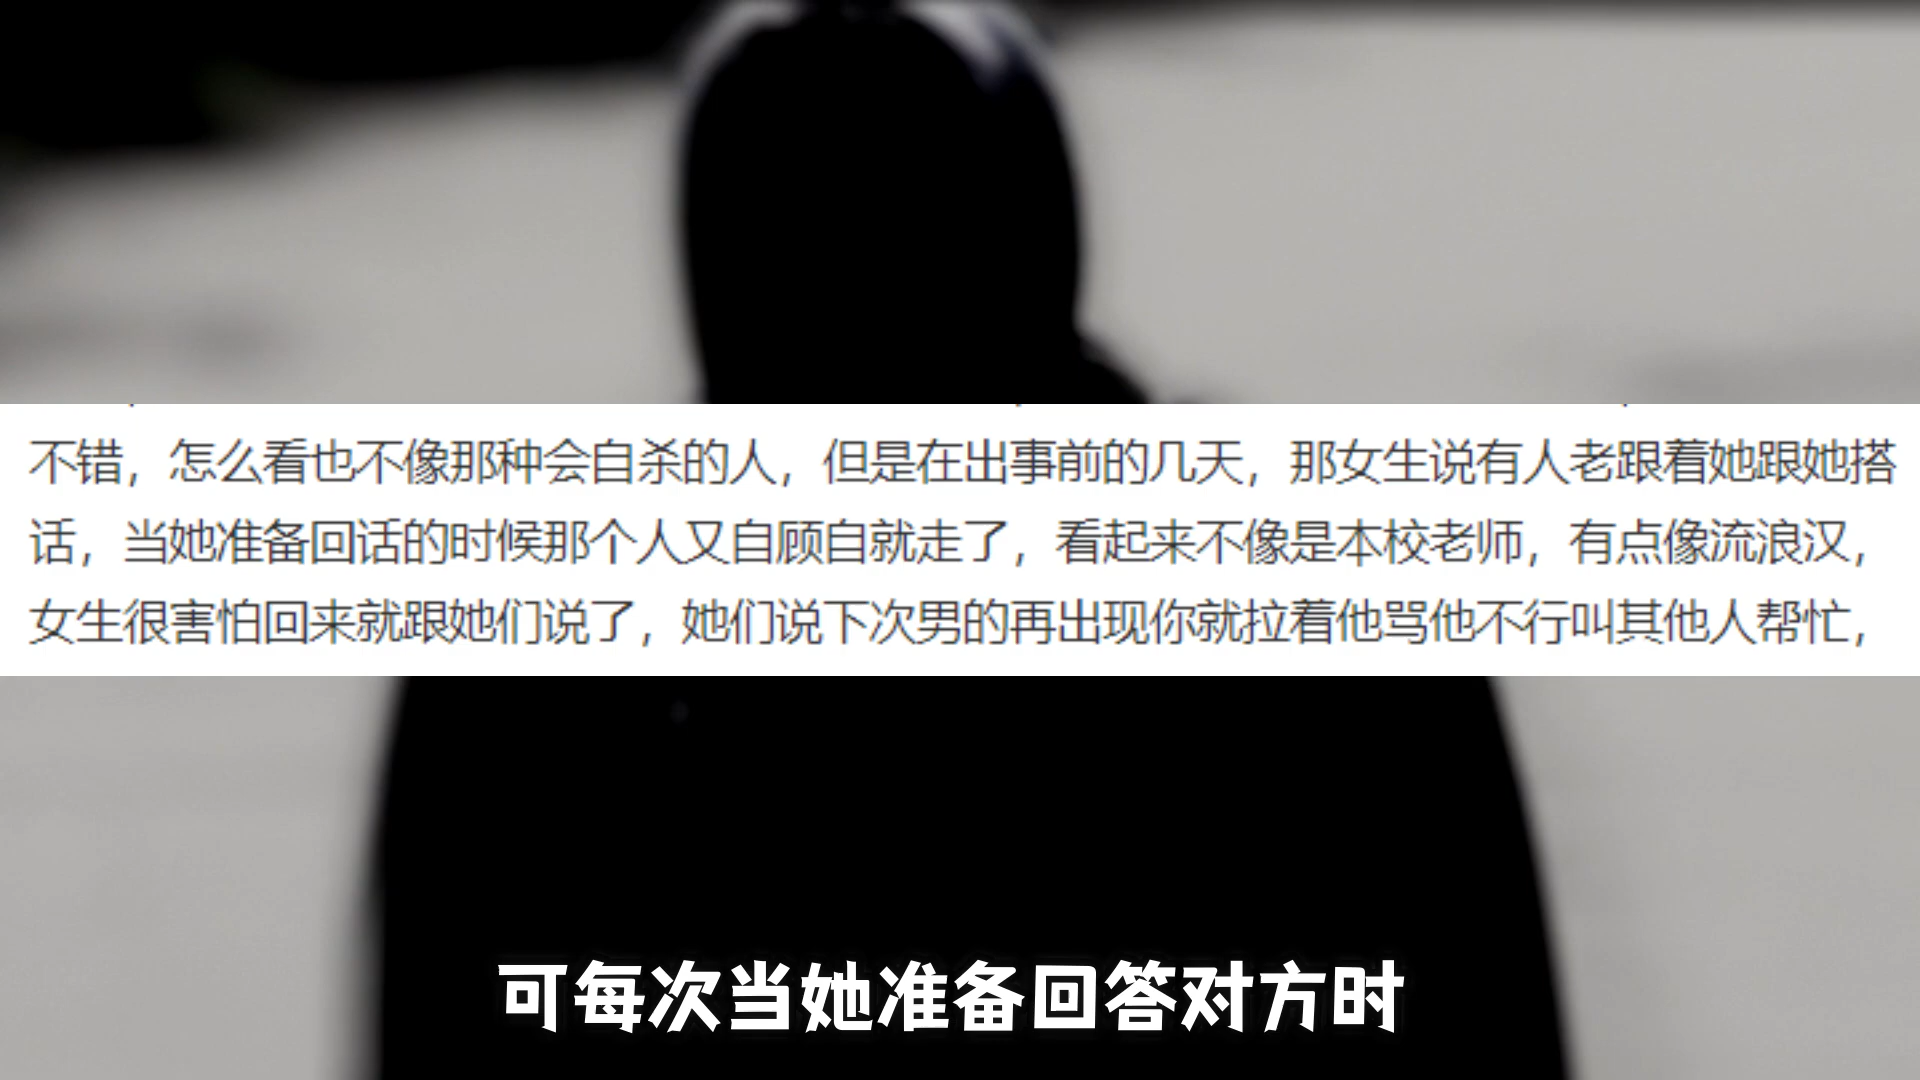 不错，怎么看也不像那种会自杀的人，但是在出事前的几天，那女生说有人老跟着她跟她搭
话，当她准备回话的时候那个人又自顾自就走了，看起来不像是本校老师，有点像流浪汉，
女生很害怕回来就跟她们说了，她们说下次男的再出现你就拉着他骂他不行叫其他人帮忙，
可每次当她准备回答对方时